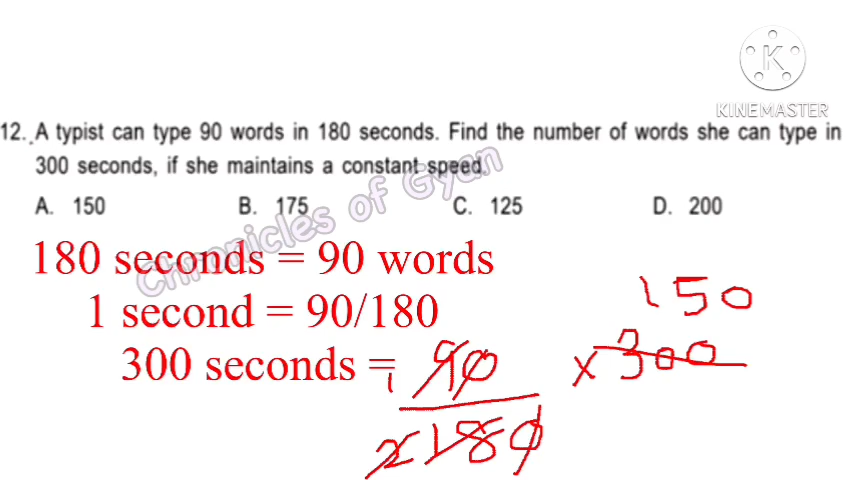 KINEMASTER
12. A typist can type 90 words in 180 seconds. Find the number of words she can type in
300 seconds, if she maintains a constant speed.
A. 150 B. 175 C. 125 D. 200
Chronicles of Gyan
180 seconds = 90 words
1 second = 90/180
150
300 seconds = 90 × 300
1
2 180